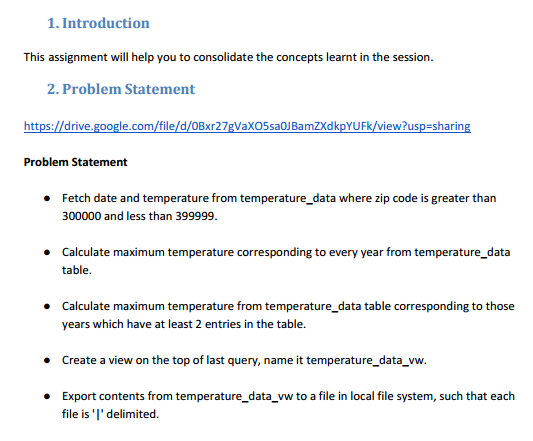 1. Introduction
This assignment will help you to consolidate the concepts learnt in the session.
2. Problem Statement
https://drive.google.com/file/d/0Bxr27gVaXO5sa0JBamZXdkpYUFk/view?usp=sharing
Problem Statement
• Fetch date and temperature from temperature_data where zip code is greater than
300000 and less than 399999.
• Calculate maximum temperature corresponding to every year from temperature_data
table.
• Calculate maximum temperature from temperature_data table corresponding to those
years which have at least 2 entries in the table.
• Create a view on the top of last query, name it temperature_data_vw.
• Export contents from temperature_data_vw to a file in local file system, such that each
file is '|' delimited.